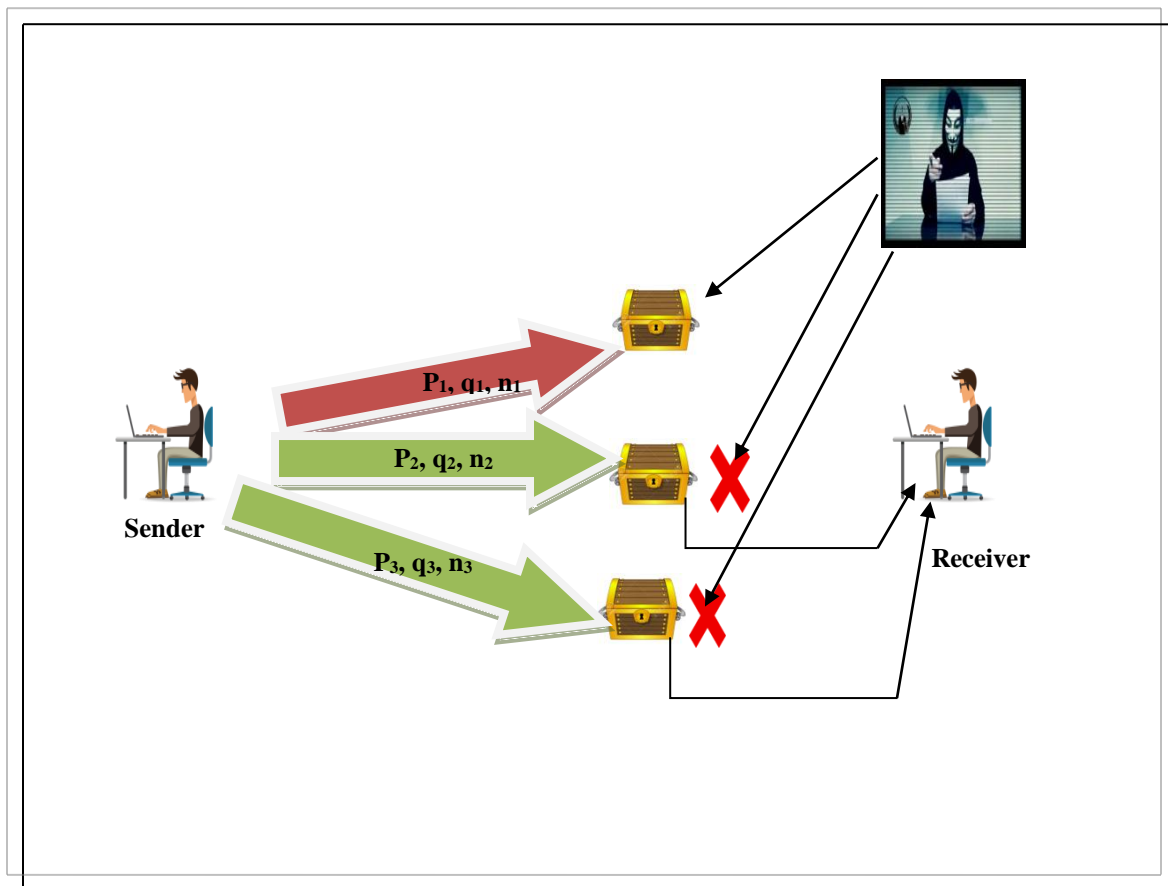 P₁, q₁, n₁
P₂, q₂, n₂
Sender
P₃, q₃, n₃
Receiver